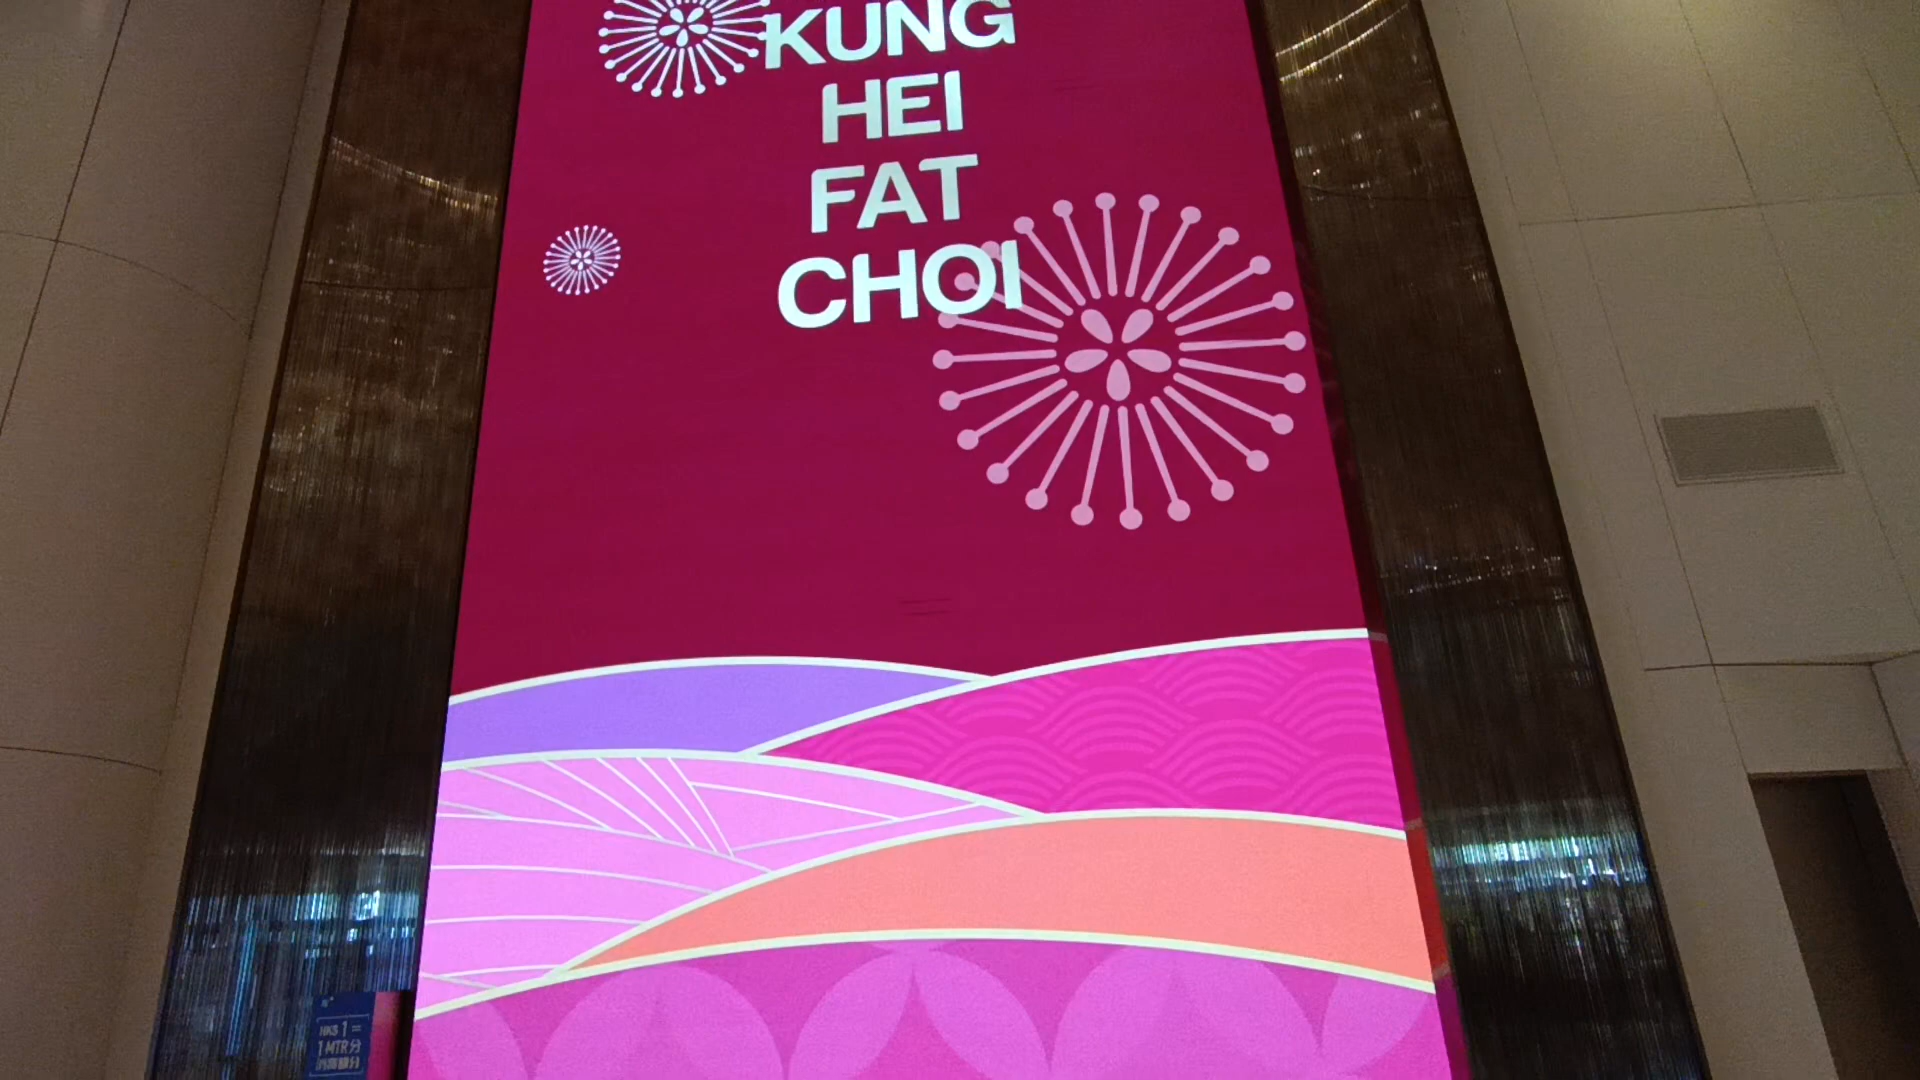 KUNG
HEI
FAT
CHOI
HK$ 1 =
1 MTR分